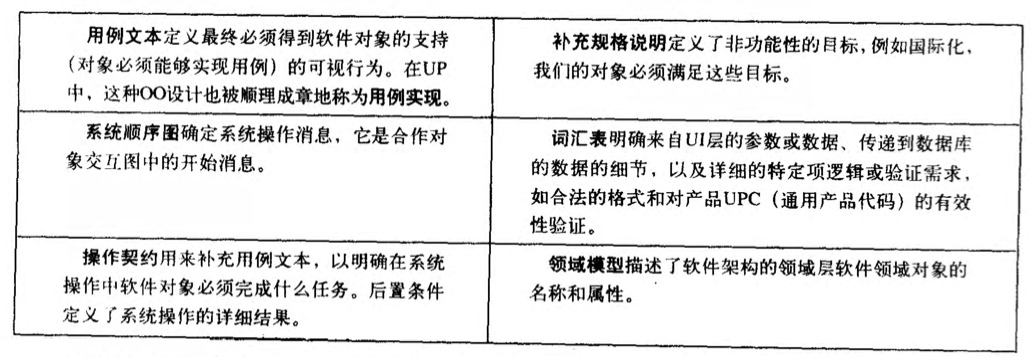 用例文本定义最终必须得到软件对象的支持
（对象必须能够实现用例）的可视行为。在UP
中，这种OO设计也被顺理成章地称为用例实现。
补充规格说明定义了非功能性的目标，例如国际化，
我们的对象必须满足这些目标。
系统顺序图确定系统操作消息，它是合作对
象交互图中的开始消息。
词汇表明确来自UI层的参数或数据、传递到数据库
的数据的细节，以及详细的特定项逻辑或验证需求，
如合法的格式和对产品UPC（通用产品代码）的有效
性验证。
操作契约用来补充用例文本，以明确在系统
操作中软件对象必须完成什么任务。后置条件
定义了系统操作的详细结果。
领域模型描述了软件架构的领域层软件领域对象的
名称和属性。